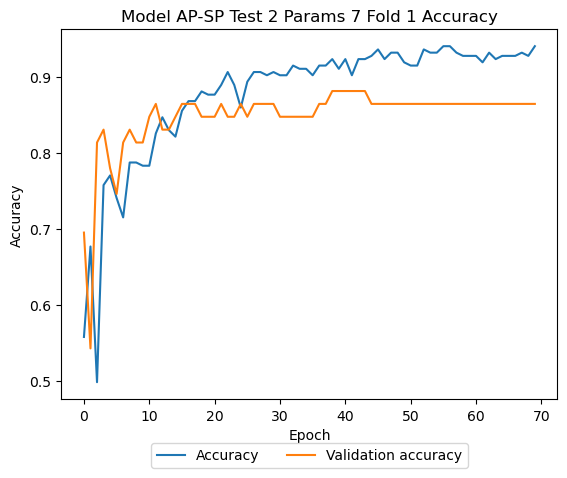 Model AP-SP Test 2 Params 7 Fold 1 Accuracy
Accuracy
0.9
0.8
0.7
0.6
0.5
0 10 20 30 40 50 60 70
Epoch
Accuracy Validation accuracy